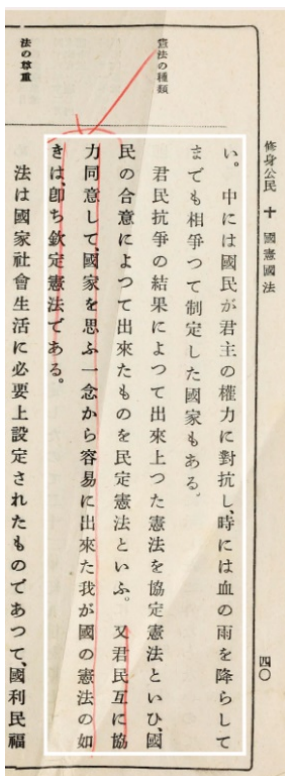 修身公民 十 國憲國法
四〇
憲法の種類
法の尊重
い。中には國民が君主の權力に對抗し、時には血の雨を降らして
までも相爭つて制定した國家もある。
君民抗爭の結果によつて出來上つた憲法を協定憲法といひ、國
民の合意によつて出來たものを民定憲法といふ。又君民互に協
力同意して、國家を思ふ一念から容易に出來た我が國の憲法の如
きは、卽ち欽定憲法である。
法は國家社會生活に必要上設定されたものであつて、國利民福